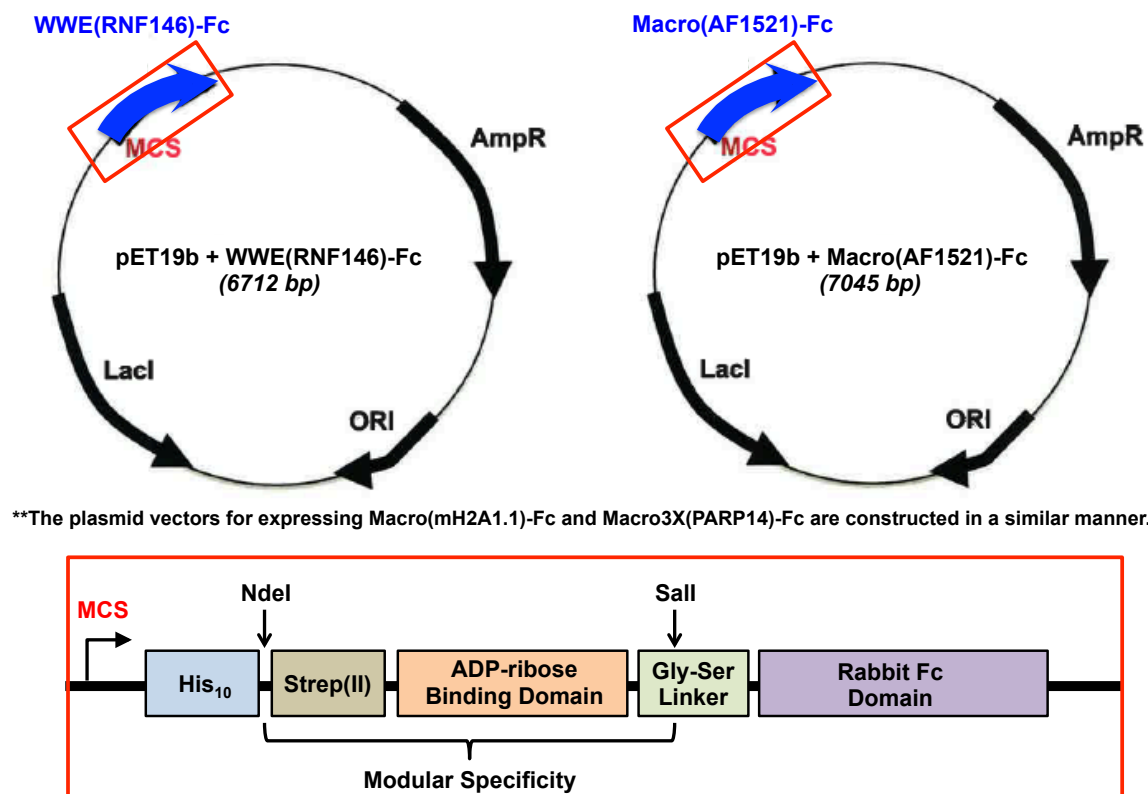 WWE(RNF146)-Fc
MCS
AmpR
pET19b + WWE(RNF146)-Fc
(6712 bp)
LacI
ORI
Macro(AF1521)-Fc
MCS
AmpR
pET19b + Macro(AF1521)-Fc
(7045 bp)
LacI
ORI
**The plasmid vectors for expressing Macro(mH2A1.1)-Fc and Macro3X(PARP14)-Fc are constructed in a similar manner.
MCS
NdeI
SalI
His10
Strep(II)
ADP-ribose
Binding Domain
Gly-Ser
Linker
Rabbit Fc
Domain
Modular Specificity